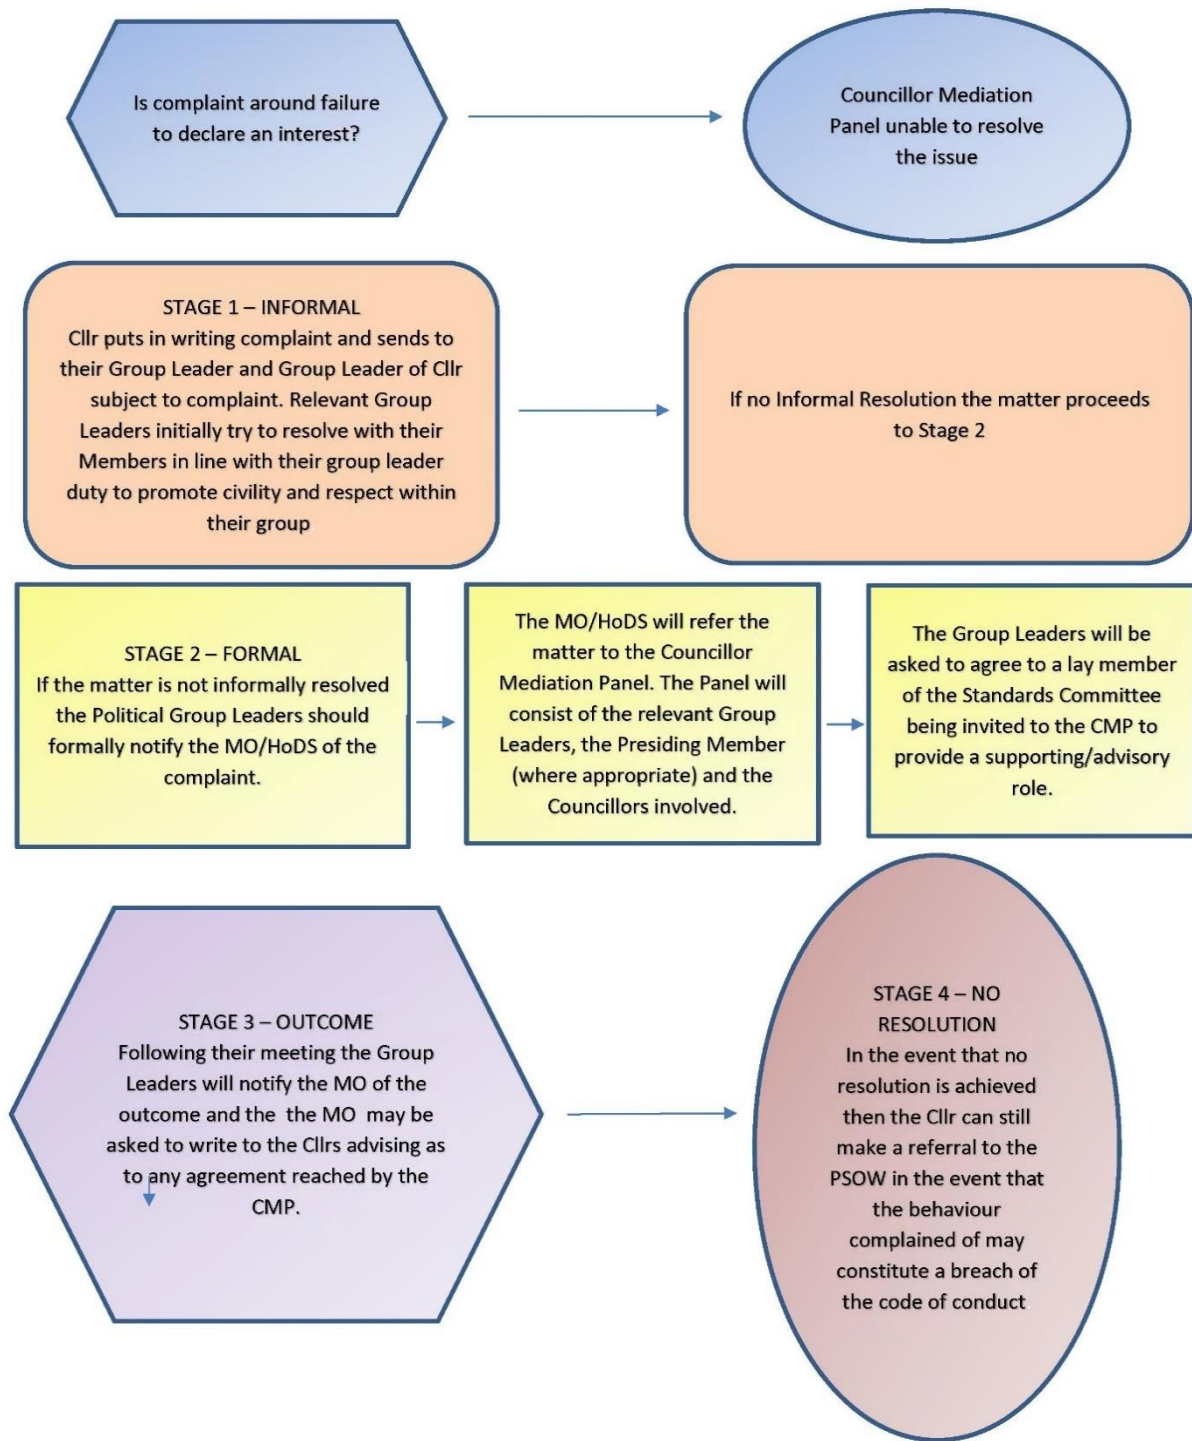 Is complaint around failure
to declare an interest?
Councillor Mediation
Panel unable to resolve
the issue
STAGE 1 – INFORMAL
Cllr puts in writing complaint and sends to
their Group Leader and Group Leader of Cllr
subject to complaint. Relevant Group
Leaders initially try to resolve with their
Members in line with their group leader
duty to promote civility and respect within
their group
If no Informal Resolution the matter proceeds
to Stage 2
STAGE 2 – FORMAL
If the matter is not informally resolved
the Political Group Leaders should
formally notify the MO/HoDS of the
complaint.
The MO/HoDS will refer the
matter to the Councillor
Mediation Panel. The Panel will
consist of the relevant Group
Leaders, the Presiding Member
(where appropriate) and the
Councillors involved.
The Group Leaders will be
asked to agree to a lay member
of the Standards Committee
being invited to the CMP to
provide a supporting/advisory
role.
STAGE 3 – OUTCOME
Following their meeting the Group
Leaders will notify the MO of the
outcome and the  the MO  may be
asked to write to the Cllrs advising as
to any agreement reached by the
CMP.
STAGE 4 – NO
RESOLUTION
In the event that no
resolution is achieved
then the Cllr can still
make a referral to the
PSOW in the event that
the behaviour
complained of may
constitute a breach of
the code of conduct